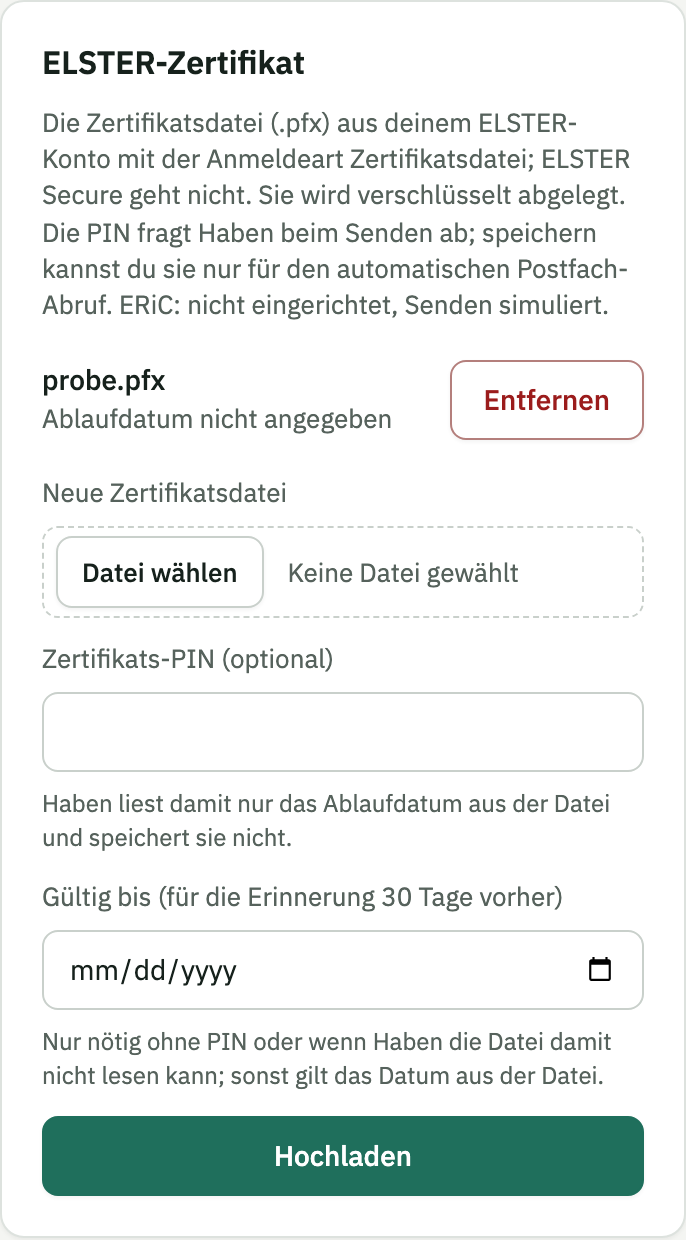 ELSTER-Zertifikat
Die Zertifikatsdatei (.pfx) aus deinem ELSTER-
Konto mit der Anmeldeart Zertifikatsdatei; ELSTER
Secure geht nicht. Sie wird verschlüsselt abgelegt.
Die PIN fragt Haben beim Senden ab; speichern
kannst du sie nur für den automatischen Postfach-
Abruf. ERiC: nicht eingerichtet, Senden simuliert.
probe.pfx
Ablaufdatum nicht angegeben
Entfernen
Neue Zertifikatsdatei
Datei wählen Keine Datei gewählt
Zertifikats-PIN (optional)
Haben liest damit nur das Ablaufdatum aus der Datei
und speichert sie nicht.
Gültig bis (für die Erinnerung 30 Tage vorher)
mm/dd/yyyy
Nur nötig ohne PIN oder wenn Haben die Datei damit
nicht lesen kann; sonst gilt das Datum aus der Datei.
Hochladen